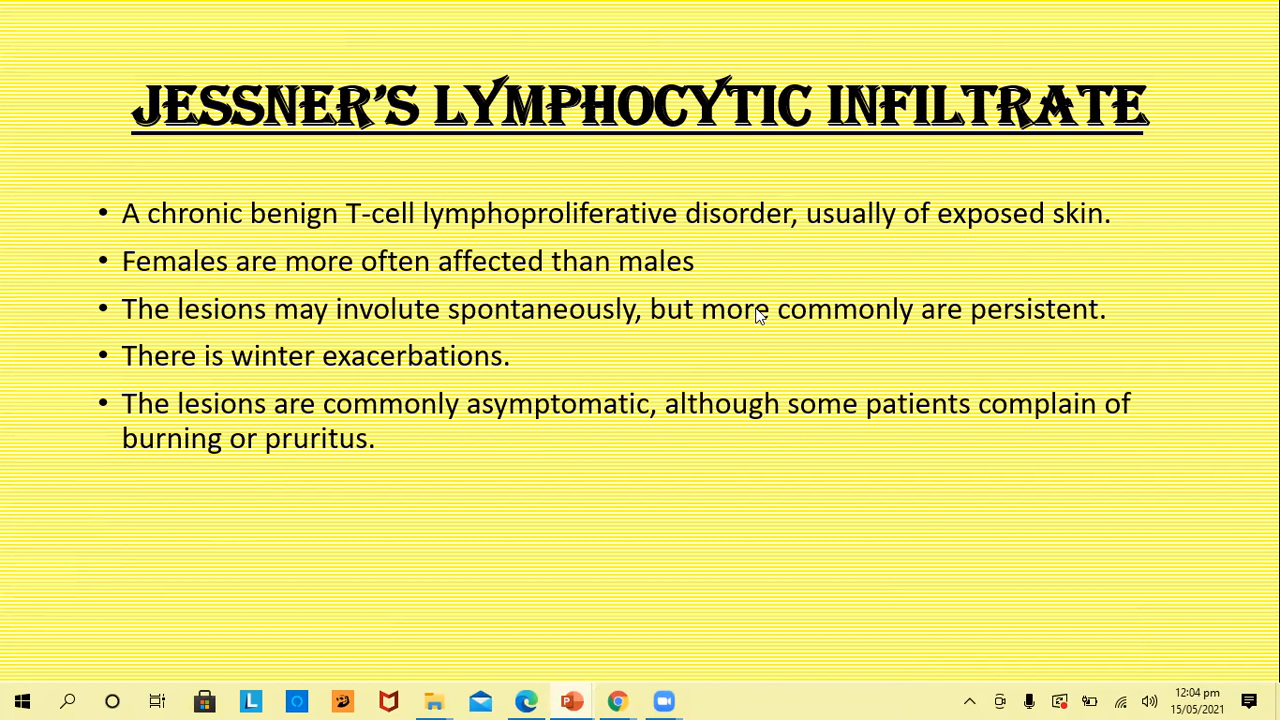 JESSNER’S LYMPHOCYTIC INFILTRATE
• A chronic benign T-cell lymphoproliferative disorder, usually of exposed skin.
• Females are more often affected than males
• The lesions may involute spontaneously, but more commonly are persistent.
• There is winter exacerbations.
• The lesions are commonly asymptomatic, although some patients complain of
burning or pruritus.
L
12:04 pm
15/05/2021